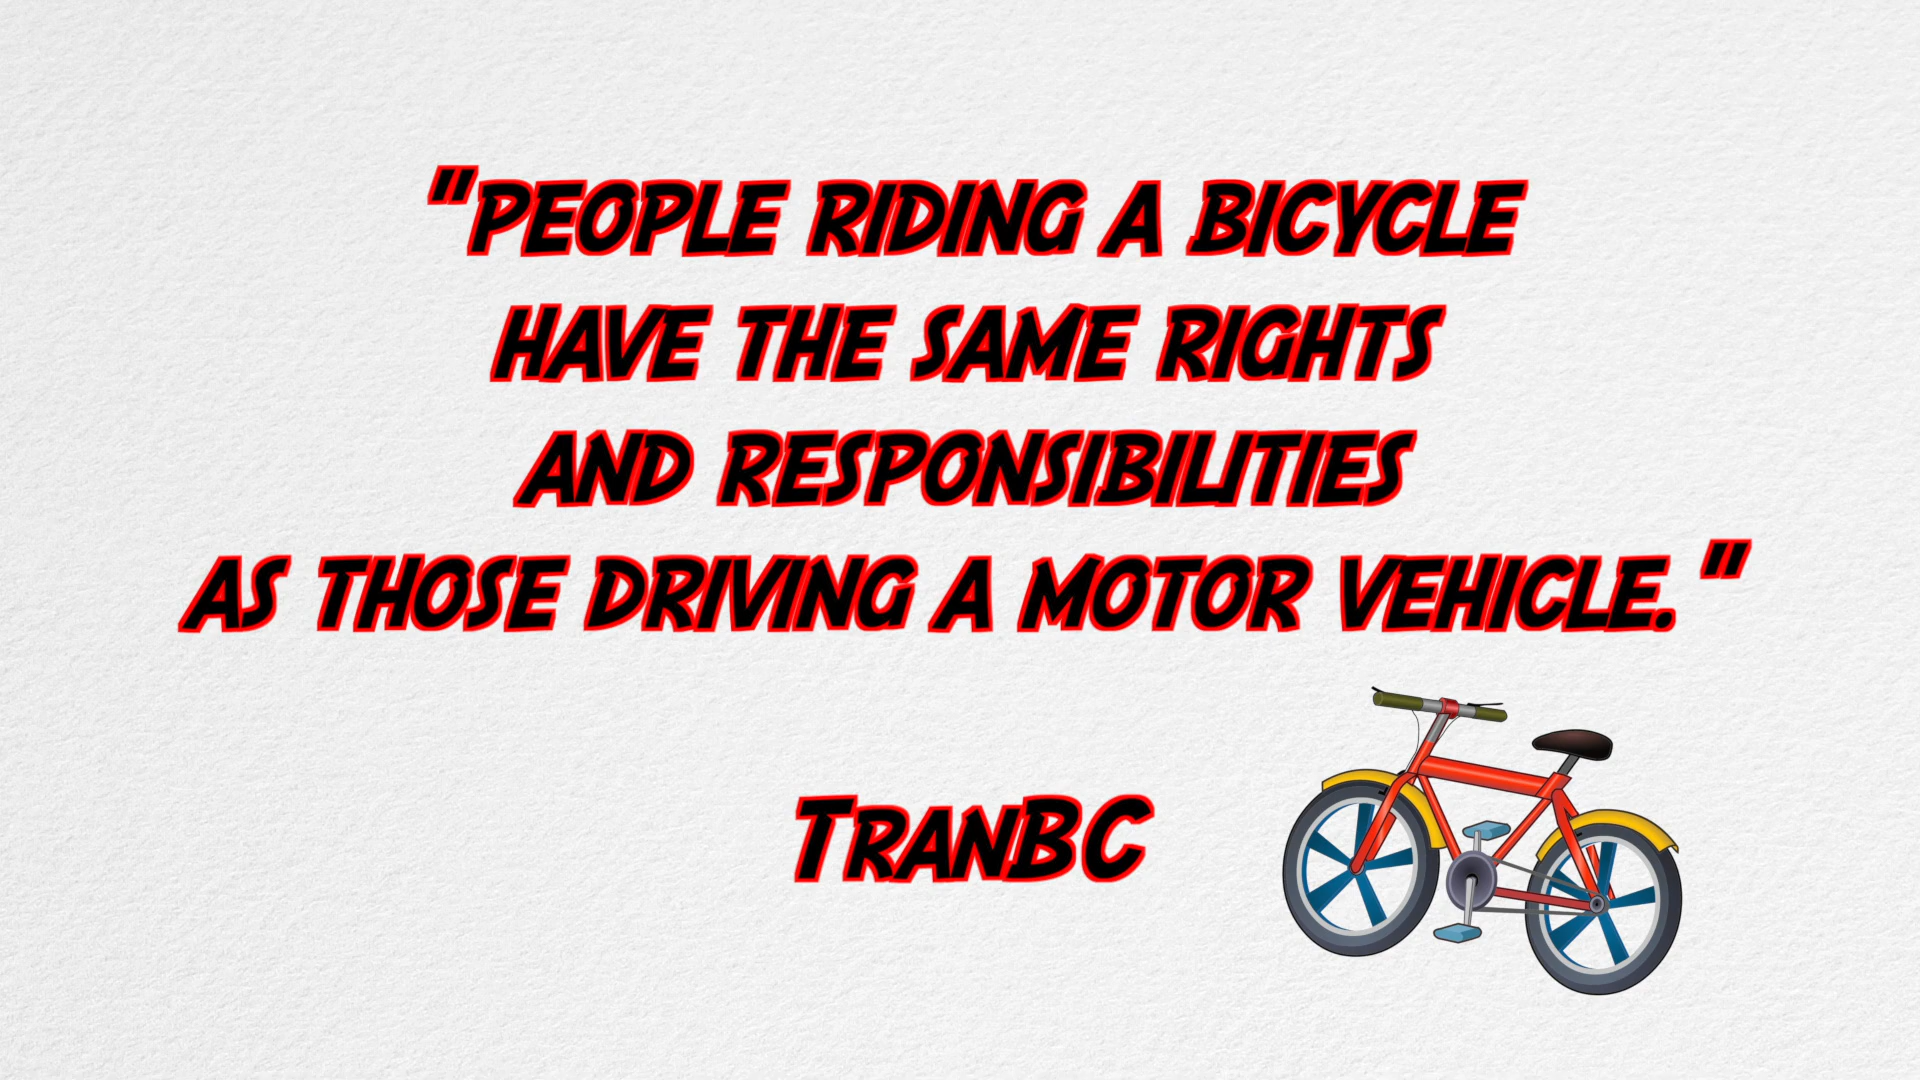 "PEOPLE RIDING A BICYCLE
HAVE THE SAME RIGHTS
AND RESPONSIBILITIES
AS THOSE DRIVING A MOTOR VEHICLE."
TRANBC